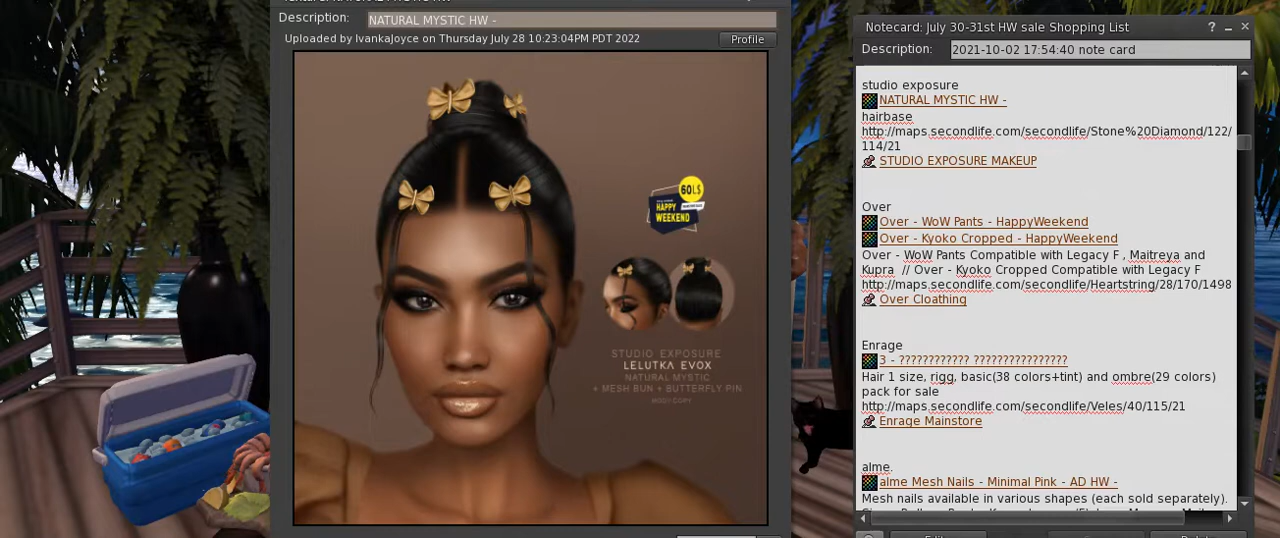 Description:
NATURAL MYSTIC HW -
Uploaded by IvankaJoyce on Thursday July 28 10:23:04PM PDT 2022
Profile
60L$
HAPPY
WEEKEND
STUDIO EXPOSURE
LELUTKA EVOX
NATURAL MYSTIC
+ MESH BUN + BUTTERFLY PIN
MOD/COPY
Notecard: July 30-31st HW sale Shopping List
Description:
2021-10-02 17:54:40 note card
studio exposure
NATURAL MYSTIC HW -
hairbase
http://maps.secondlife.com/secondlife/Stone%20Diamond/122/
114/21
STUDIO EXPOSURE MAKEUP
Over
Over - WoW Pants - HappyWeekend
Over - Kyoko Cropped - HappyWeekend
Over - WoW Pants Compatible with Legacy F , Maitreya and
Kupra // Over - Kyoko Cropped Compatible with Legacy F
http://maps.secondlife.com/secondlife/Heartstring/28/170/1498
Over Cloathing
Enrage
3 - ???????????? ????????????????
Hair 1 size, rigg, basic(38 colors+tint) and ombre(29 colors)
pack for sale
http://maps.secondlife.com/secondlife/Veles/40/115/21
Enrage Mainstore
alme.
alme Mesh Nails - Minimal Pink - AD HW -
Mesh nails available in various shapes (each sold separately).